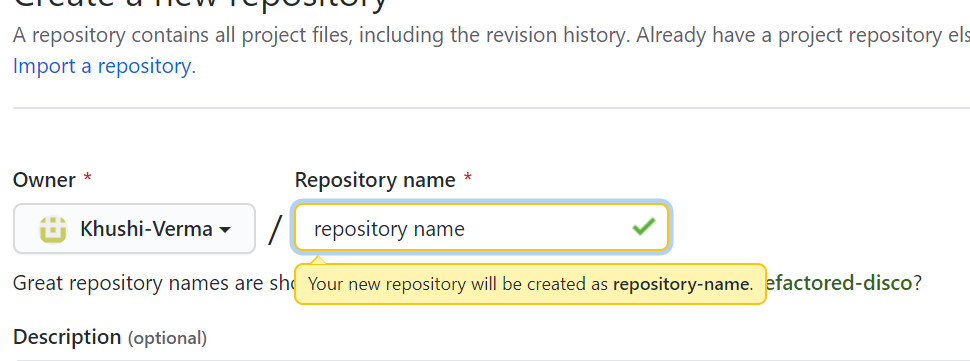 Create a new repository
A repository contains all project files, including the revision history. Already have a project repository els
Import a repository.
Owner *
Repository name *
Khushi-Verma
/
repository name
Great repository names are sho
efactored-disco?
Your new repository will be created as repository-name.
Description (optional)